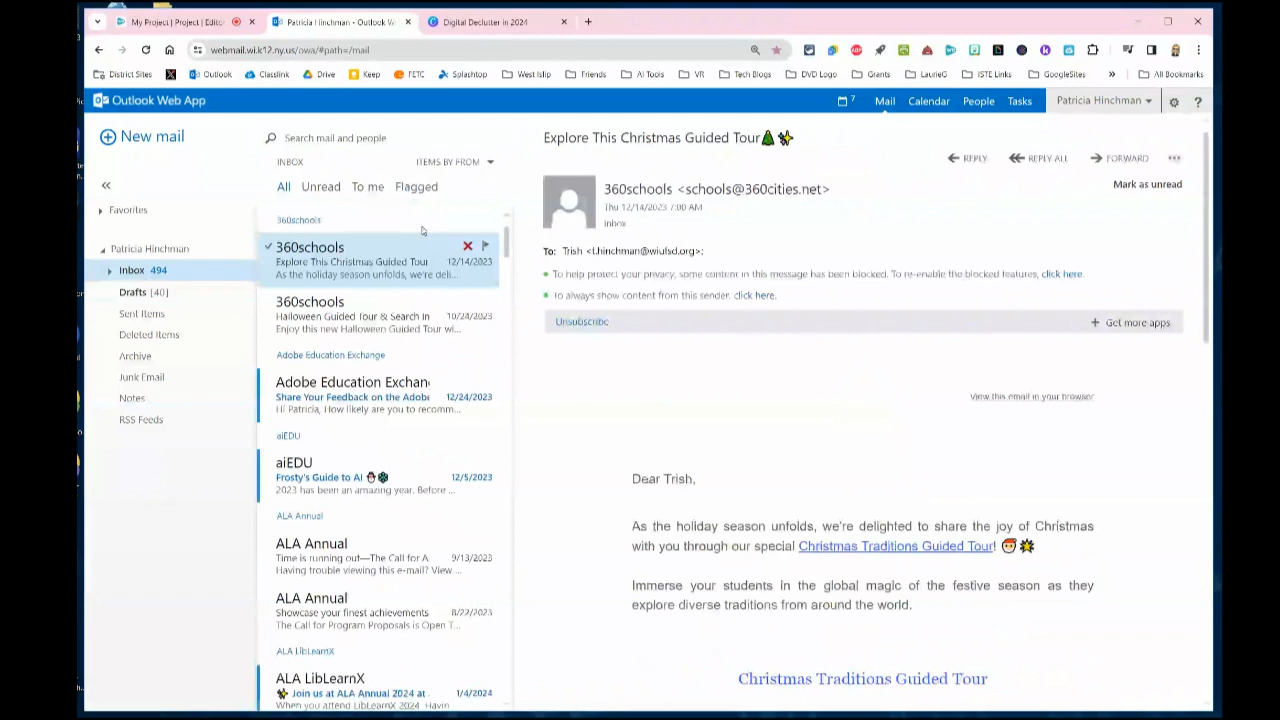 My Project | Project | Editor
Patricia Hinchman - Outlook W
Digital Declutter in 2024
webmail.wi.k12.ny.us/owa/#path=/mail
District Sites
Outlook
Classlink
Drive
Keep
FETC
Splashtop
West Islip
Friends
AI Tools
VR
Tech Blogs
DVD Logo
Grants
LaurieG
ISTE Links
GoogleSites
All Bookmarks
Outlook Web App
7
Mail
Calendar
People
Tasks
Patricia Hinchman
?
New mail
Favorites
Patricia Hinchman
Inbox 494
Drafts [40]
Sent Items
Deleted Items
Archive
Junk Email
Notes
RSS Feeds
Search mail and people
INBOX
ITEMS BY FROM
All Unread To me Flagged
360schools
360schools
Explore This Christmas Guided Tour 12/14/2023
As the holiday season unfolds, we're deli...
360schools
Halloween Guided Tour & Search In 10/24/2023
Enjoy this new Halloween Guided Tour wi...
Adobe Education Exchange
Adobe Education Exchan
Share Your Feedback on the Adobe 12/24/2023
Hi Patricia, How likely are you to recomm...
aiEDU
aiEDU
Frosty's Guide to AI ⛄❄ 12/5/2023
2023 has been an amazing year. Before ...
ALA Annual
ALA Annual
Time is running out—The Call for A 9/13/2023
Having trouble viewing this e-mail? View ...
ALA Annual
Showcase your finest achievements 8/22/2023
The Call for Program Proposals is Open T...
ALA LibLearnX
ALA LibLearnX
✨ Join us at ALA Annual 2024 at 1/4/2024
When you attend LibLearnX 2024 Havin
Explore This Christmas Guided Tour🎄✨
REPLY
REPLY ALL
FORWARD
•••
360schools <schools@360cities.net>
Mark as unread
Thu 12/14/2023 7:00 AM
Inbox
To: Trish <t.hinchman@wiufsd.org>;
To help protect your privacy, some content in this message has been blocked. To re-enable the blocked features, click here.
To always show content from this sender, click here.
Unsubscribe
+ Get more apps
View this email in your browser
Dear Trish,
As the holiday season unfolds, we're delighted to share the joy of Christmas
with you through our special Christmas Traditions Guided Tour! 🎅🌟
Immerse your students in the global magic of the festive season as they
explore diverse traditions from around the world.
Christmas Traditions Guided Tour